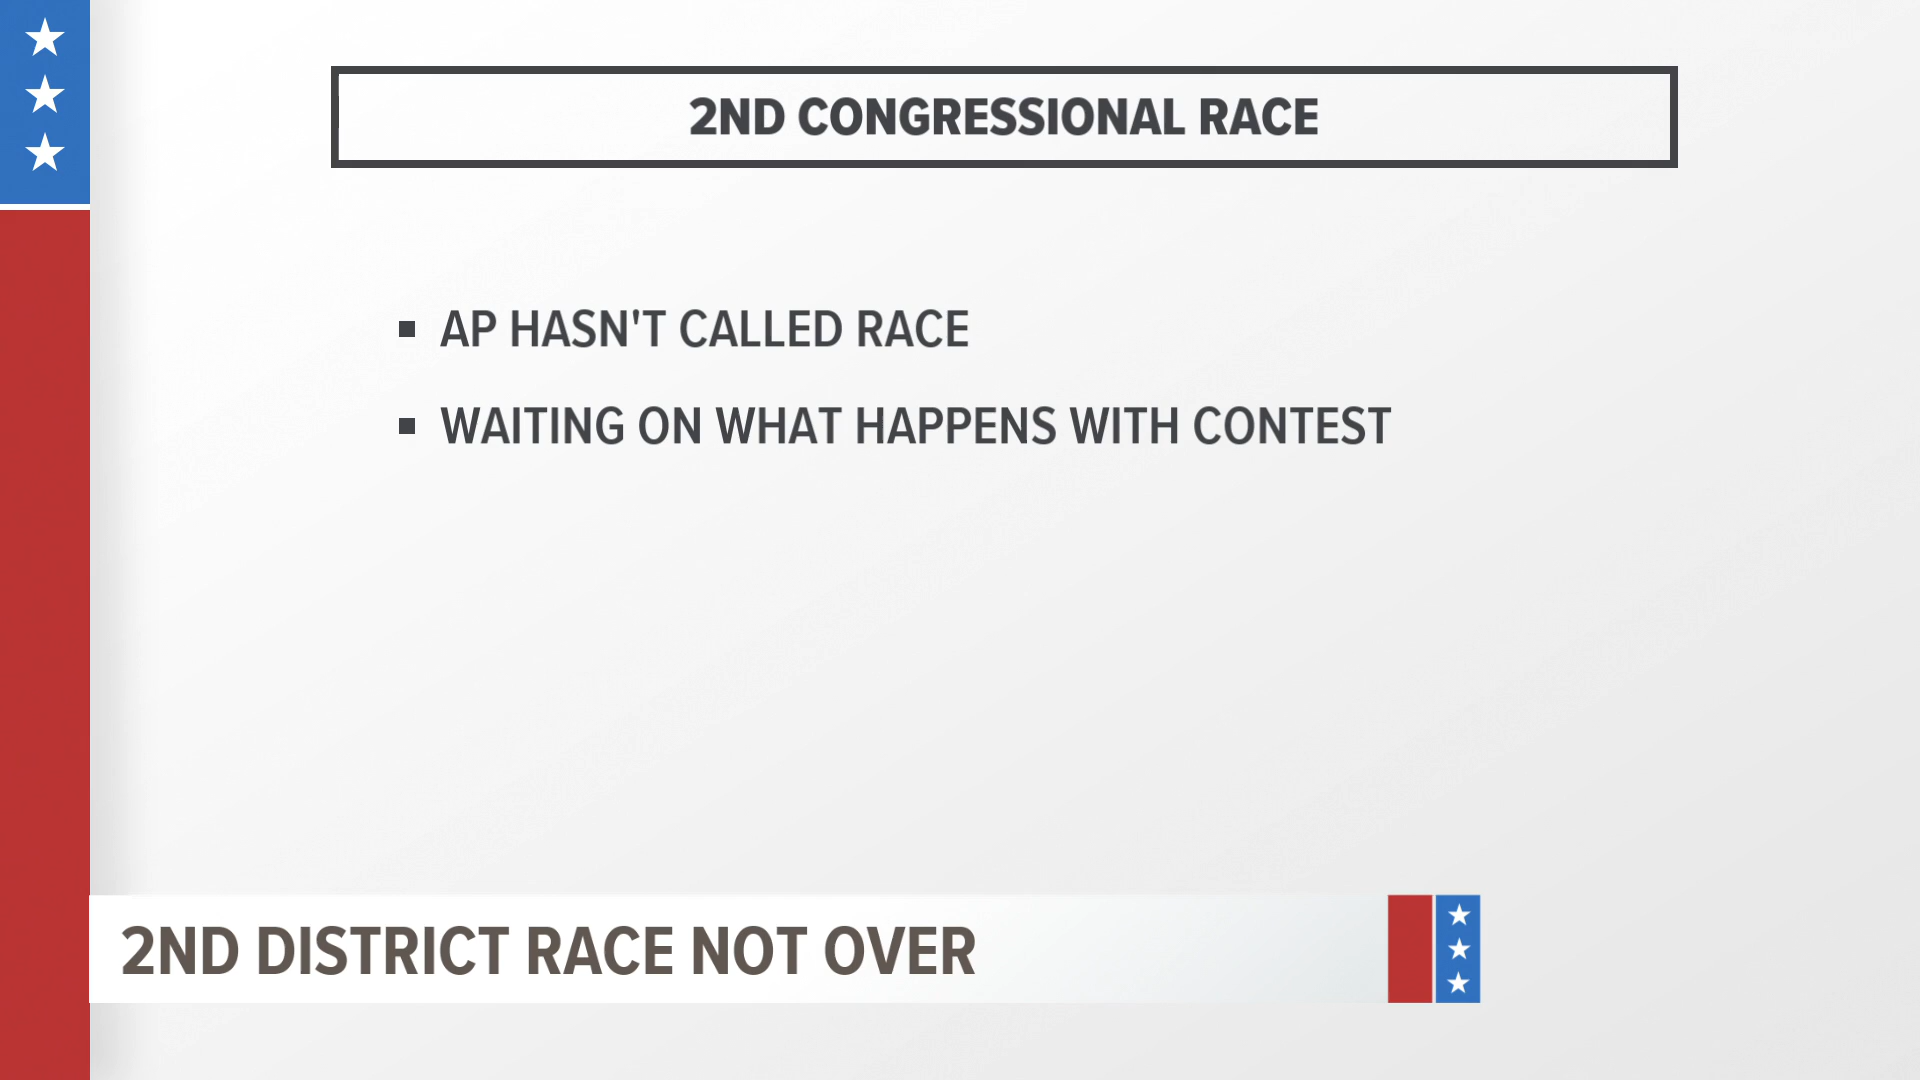 2ND CONGRESSIONAL RACE
AP HASN'T CALLED RACE
WAITING ON WHAT HAPPENS WITH CONTEST
2ND DISTRICT RACE NOT OVER